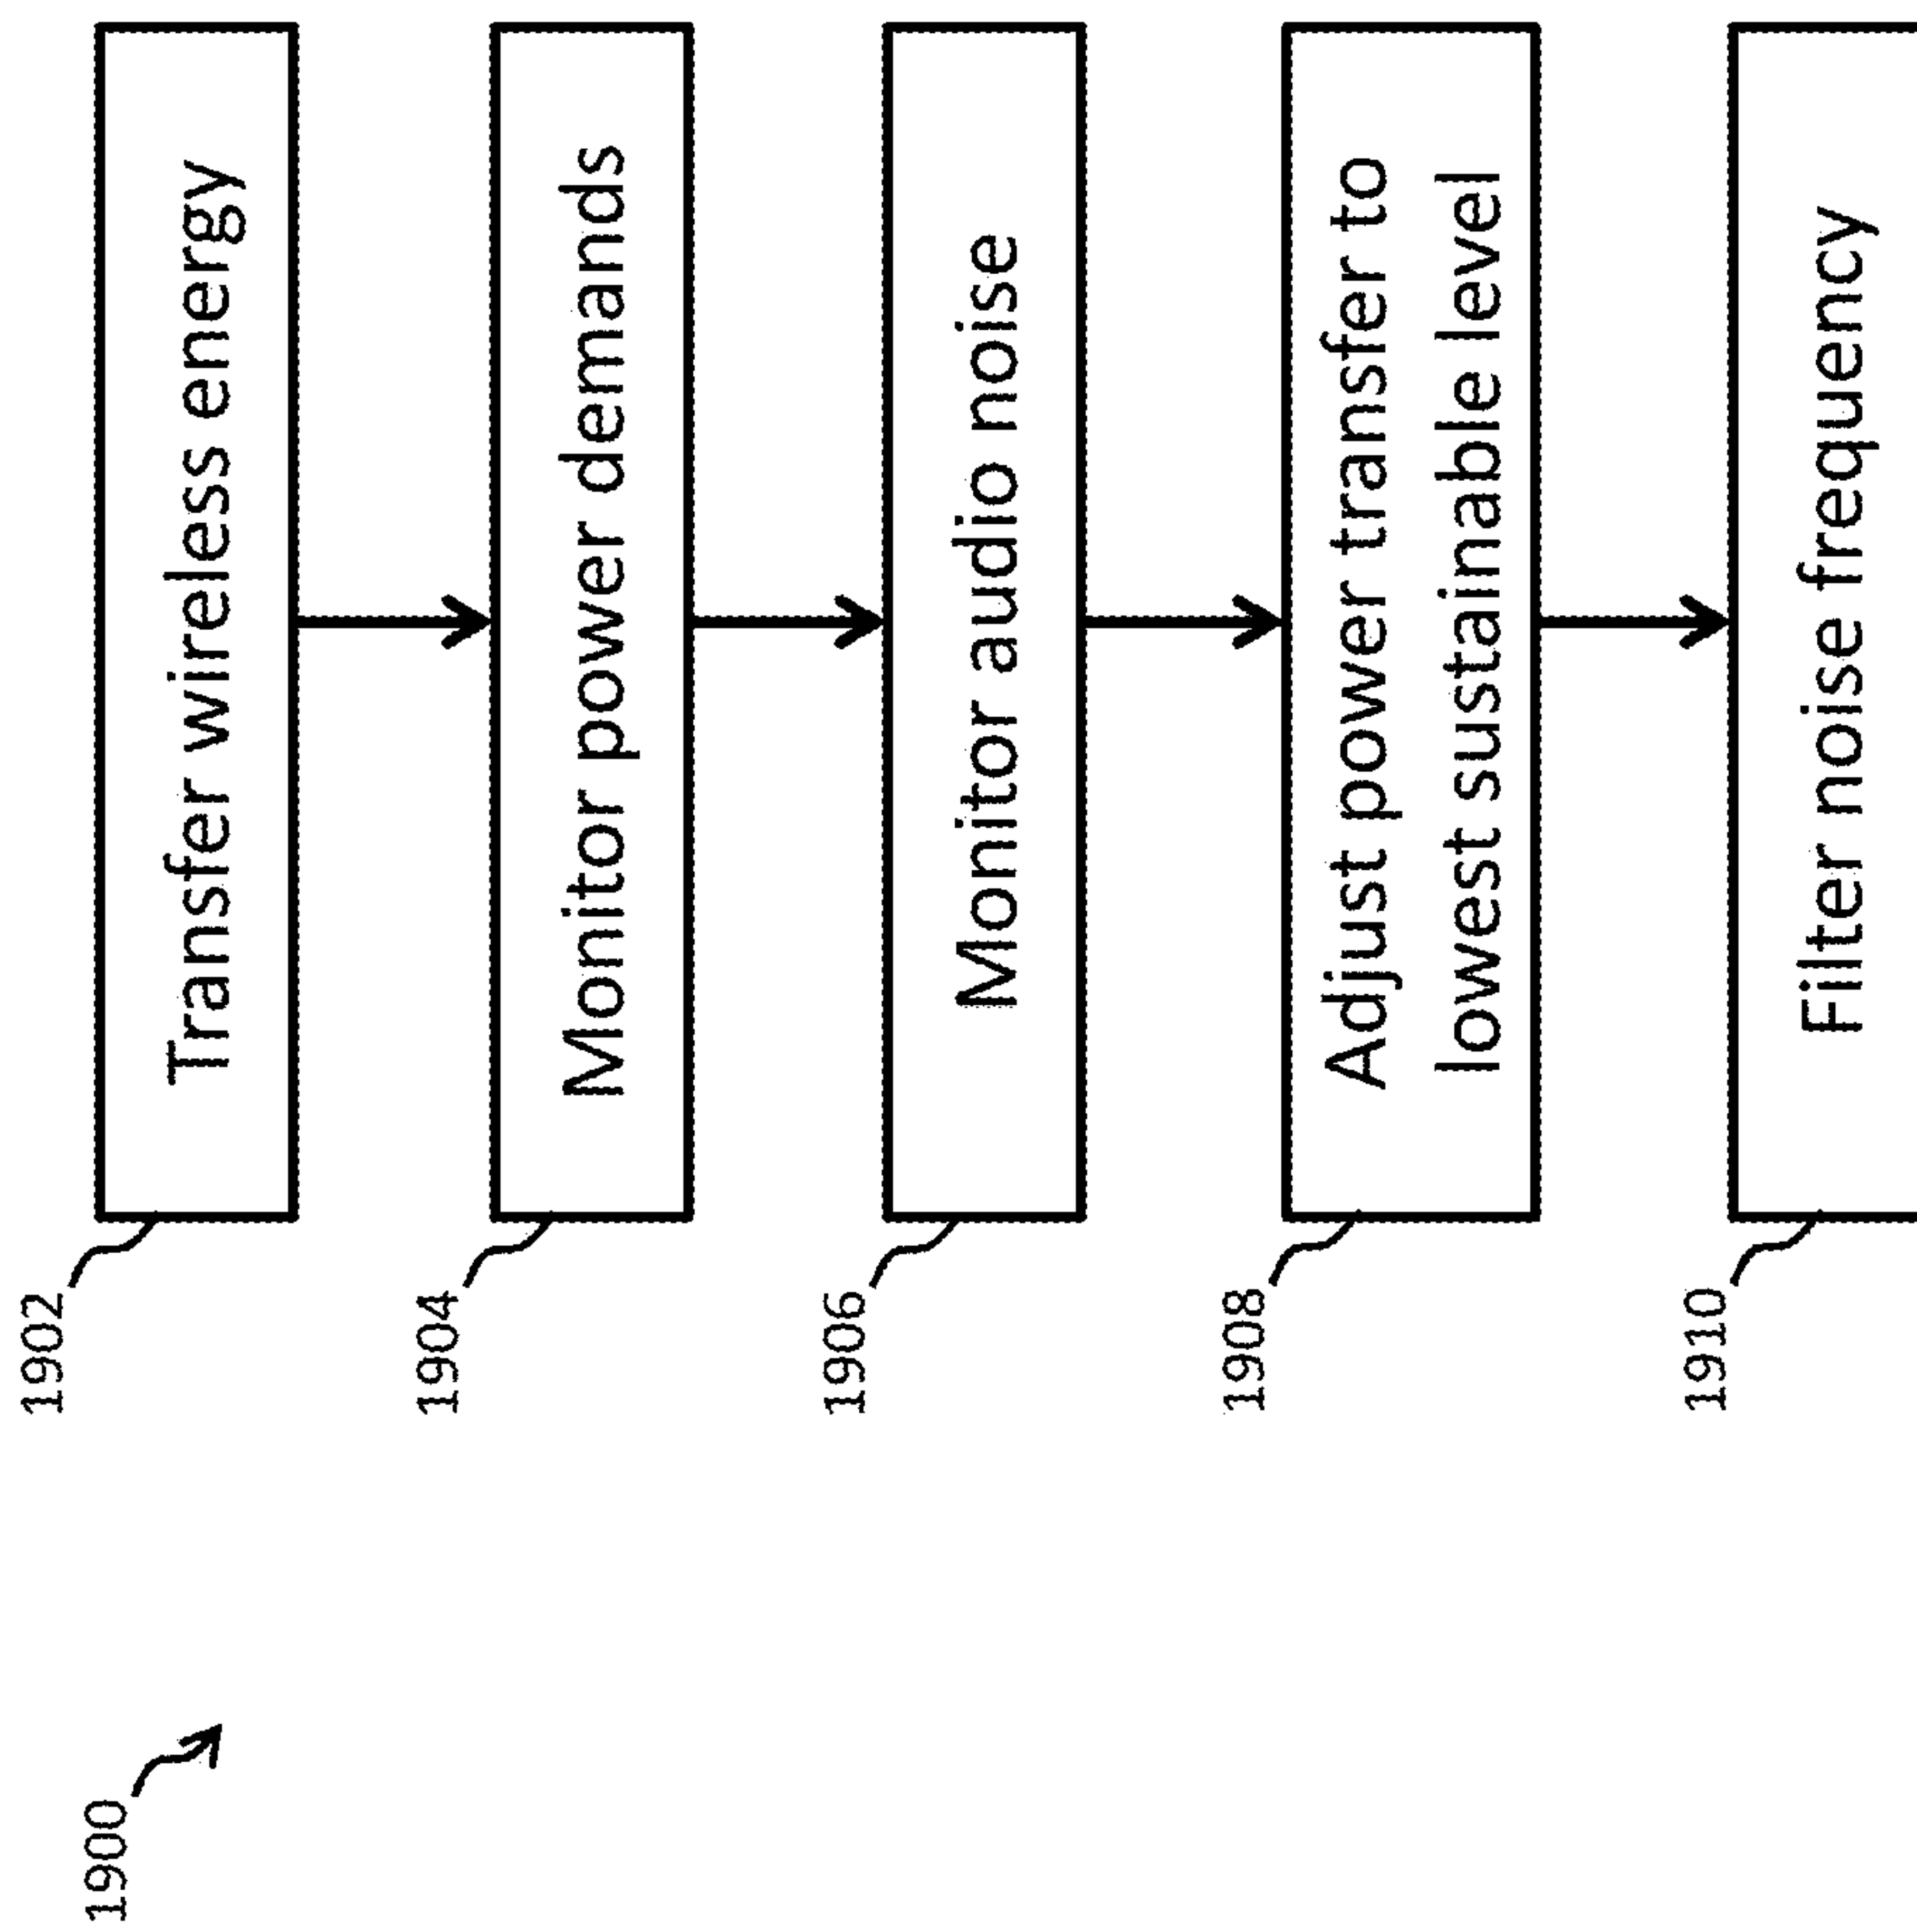 1900
1902
Transfer wireless energy
1904
Monitor power demands
1906
Monitor audio noise
1908
Adjust power transfer to
lowest sustainable level
1910
Filter noise frequency